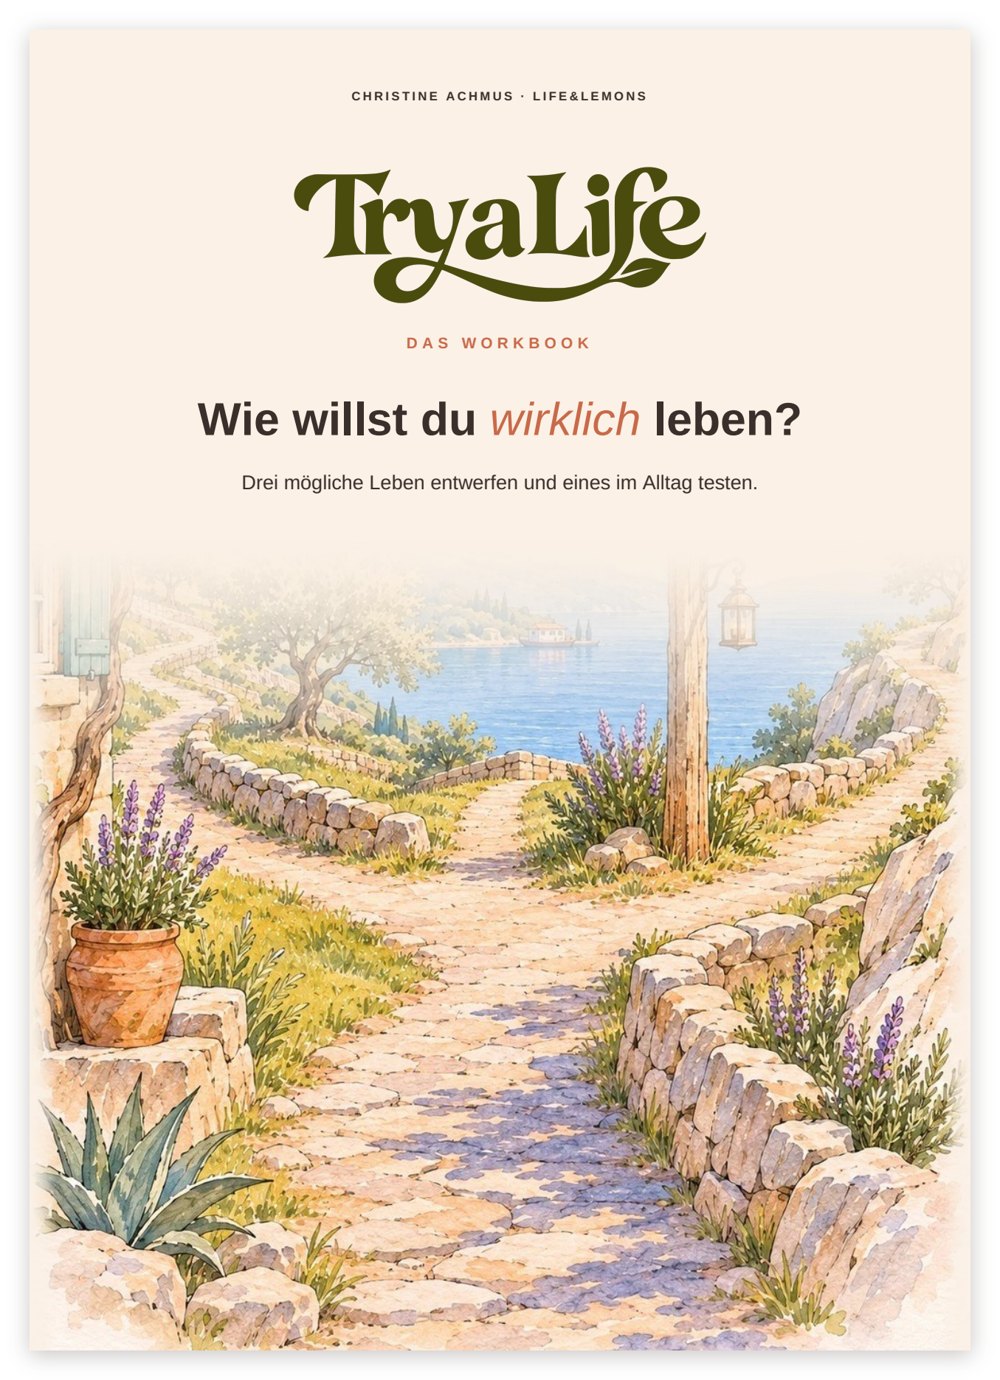 CHRISTINE ACHMUS · LIFE&LEMONS
TryaLife
DAS WORKBOOK
Wie willst du wirklich leben?
Drei mögliche Leben entwerfen und eines im Alltag testen.